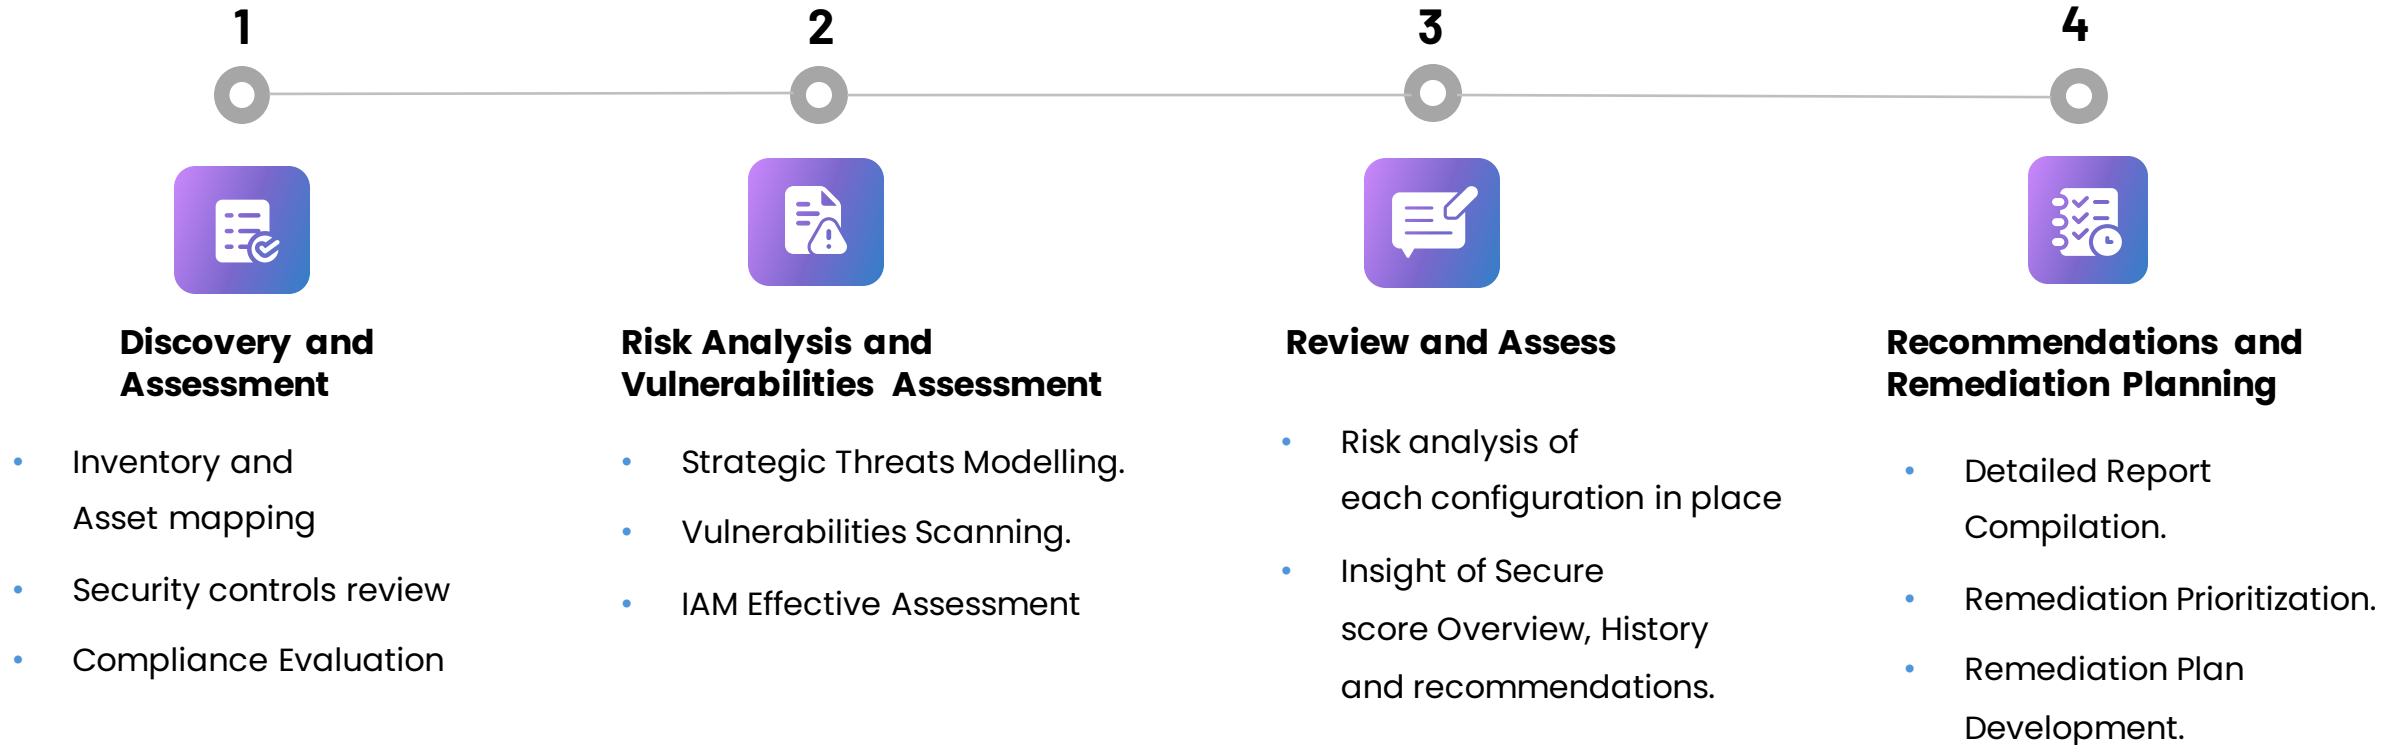 1
Discovery and
Assessment
• Inventory and
Asset mapping
• Security controls review
• Compliance Evaluation
2
Risk Analysis and
Vulnerabilities Assessment
• Strategic Threats Modelling.
• Vulnerabilities Scanning.
• IAM Effective Assessment
3
Review and Assess
• Risk analysis of
each configuration in place
• Insight of Secure
score Overview, History
and recommendations.
4
Recommendations and
Remediation Planning
• Detailed Report
Compilation.
• Remediation Prioritization.
• Remediation Plan
Development.